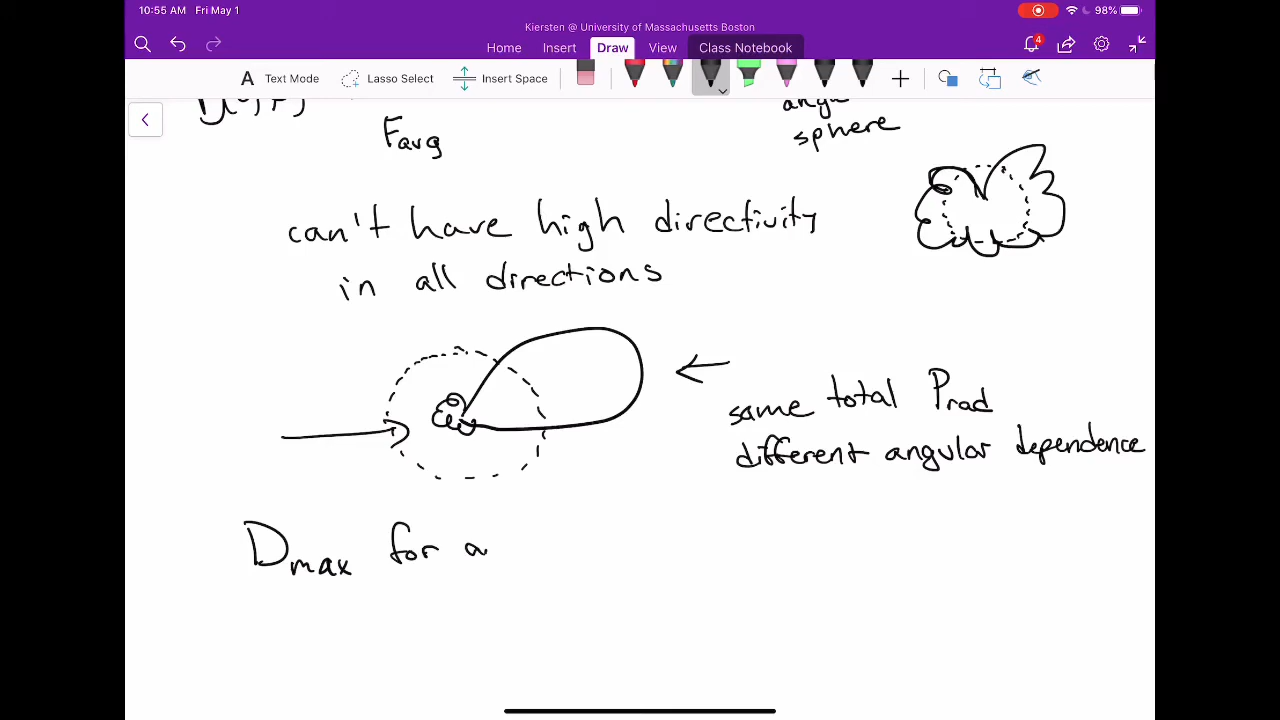 10:55 AM Fri May 1
98%
Kiersten @ University of Massachusetts Boston
Home Insert Draw View Class Notebook
4
A Text Mode Lasso Select Insert Space
Favg
sphere
can't have high directivity
in all directions
same total Prad
different angular dependence
Dmax for a